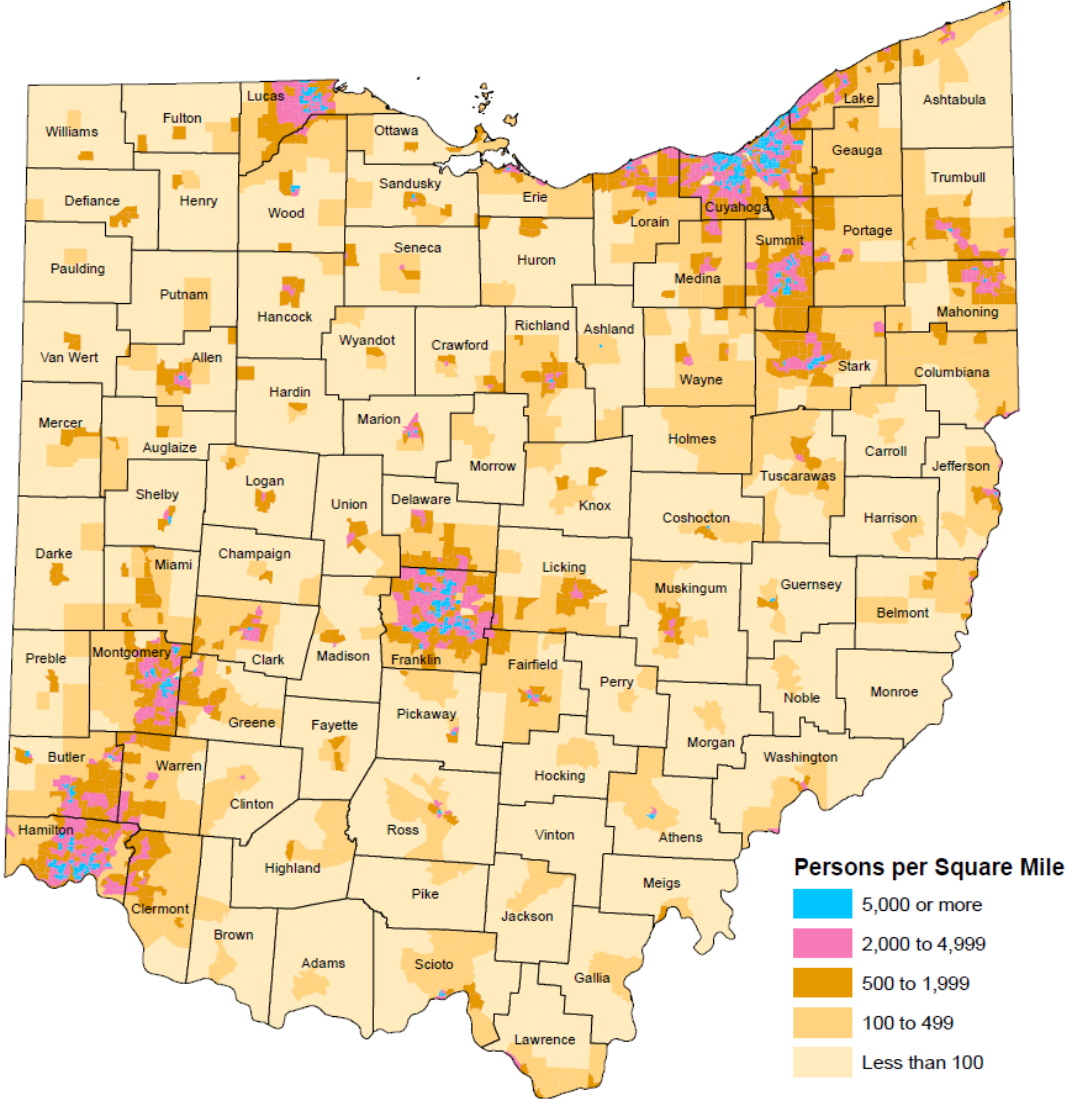 Lake
Ashtabula
Lucas
Fulton
Williams
Ottawa
Geauga
Trumbull
Sandusky
Erie
Defiance
Henry
Wood
Cuyahoga
Lorain
Portage
Summit
Seneca
Huron
Paulding
Medina
Putnam
Mahoning
Hancock
Richland
Ashland
Wyandot
Crawford
Van Wert
Allen
Stark
Columbiana
Wayne
Hardin
Mercer
Marion
Holmes
Auglaize
Carroll
Morrow
Jefferson
Tuscarawas
Logan
Shelby
Delaware
Union
Knox
Coshocton
Harrison
Darke
Champaign
Miami
Licking
Muskingum
Guernsey
Belmont
Montgomery
Preble
Clark
Madison
Franklin
Fairfield
Perry
Noble
Monroe
Pickaway
Greene
Fayette
Morgan
Butler
Warren
Washington
Hocking
Clinton
Hamilton
Ross
Vinton
Athens
Highland
Pike
Meigs
Clermont
Jackson
Brown
Adams
Scioto
Gallia
Lawrence
Persons per Square Mile
5,000 or more
2,000 to 4,999
500 to 1,999
100 to 499
Less than 100